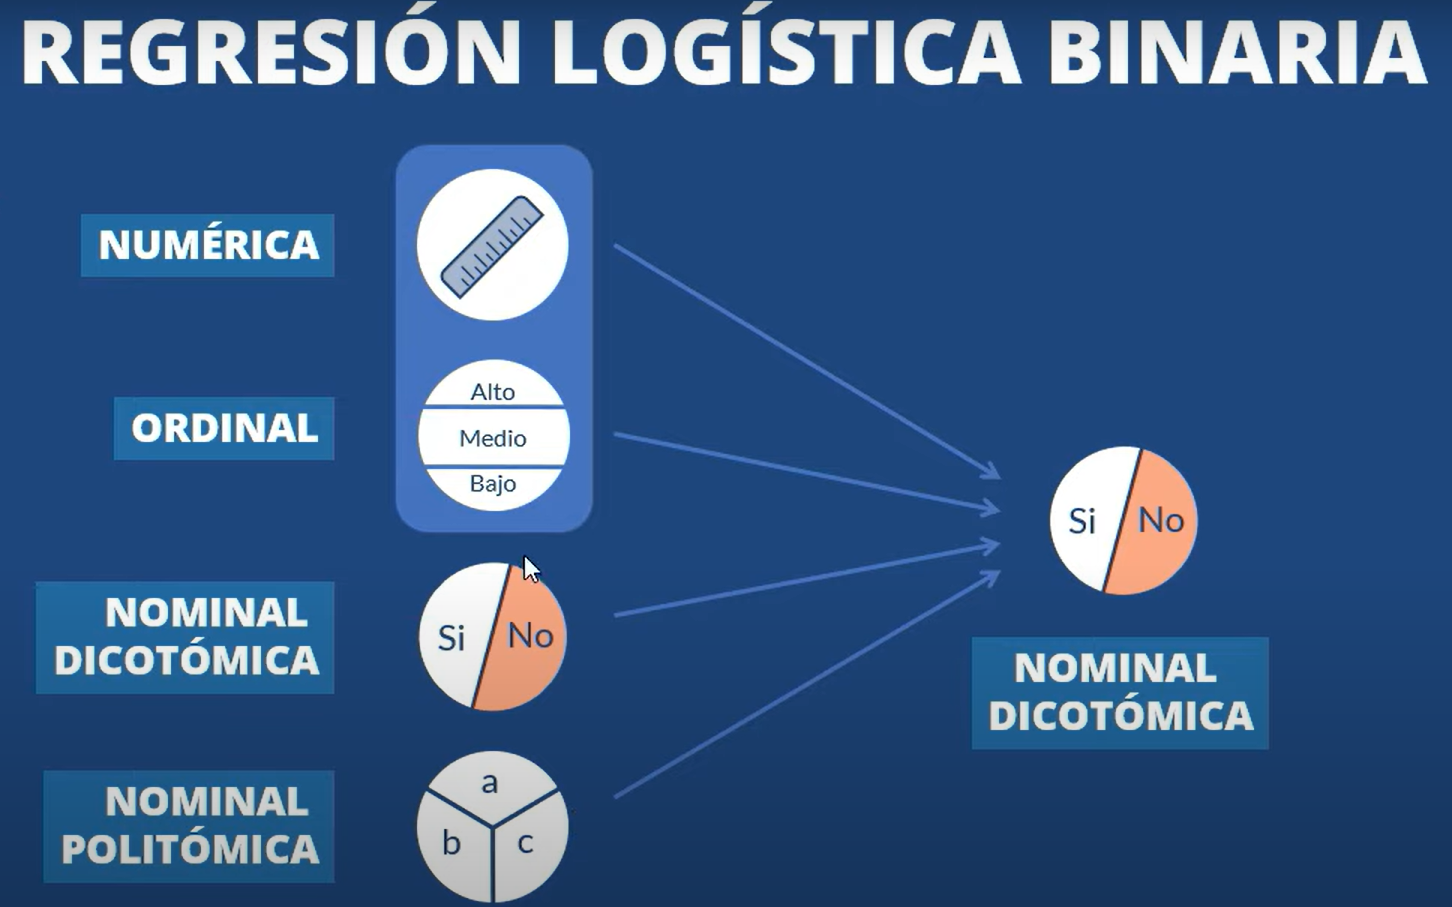 REGRESIÓN LOGÍSTICA BINARIA
NUMÉRICA
ORDINAL
Alto
Medio
Bajo
NOMINAL
DICOTÓMICA
Si No
NOMINAL
POLITÓMICA
a
b c
Si No
NOMINAL
DICOTÓMICA